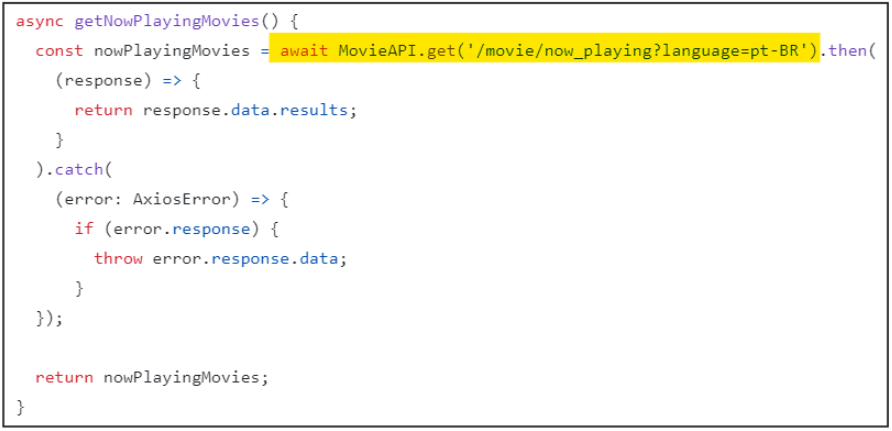 async getNowPlayingMovies() {
  const nowPlayingMovies = await MovieAPI.get('/movie/now_playing?language=pt-BR').then(
    (response) => {
      return response.data.results;
    }
  ).catch(
    (error: AxiosError) => {
      if (error.response) {
        throw error.response.data;
      }
  });

  return nowPlayingMovies;
}